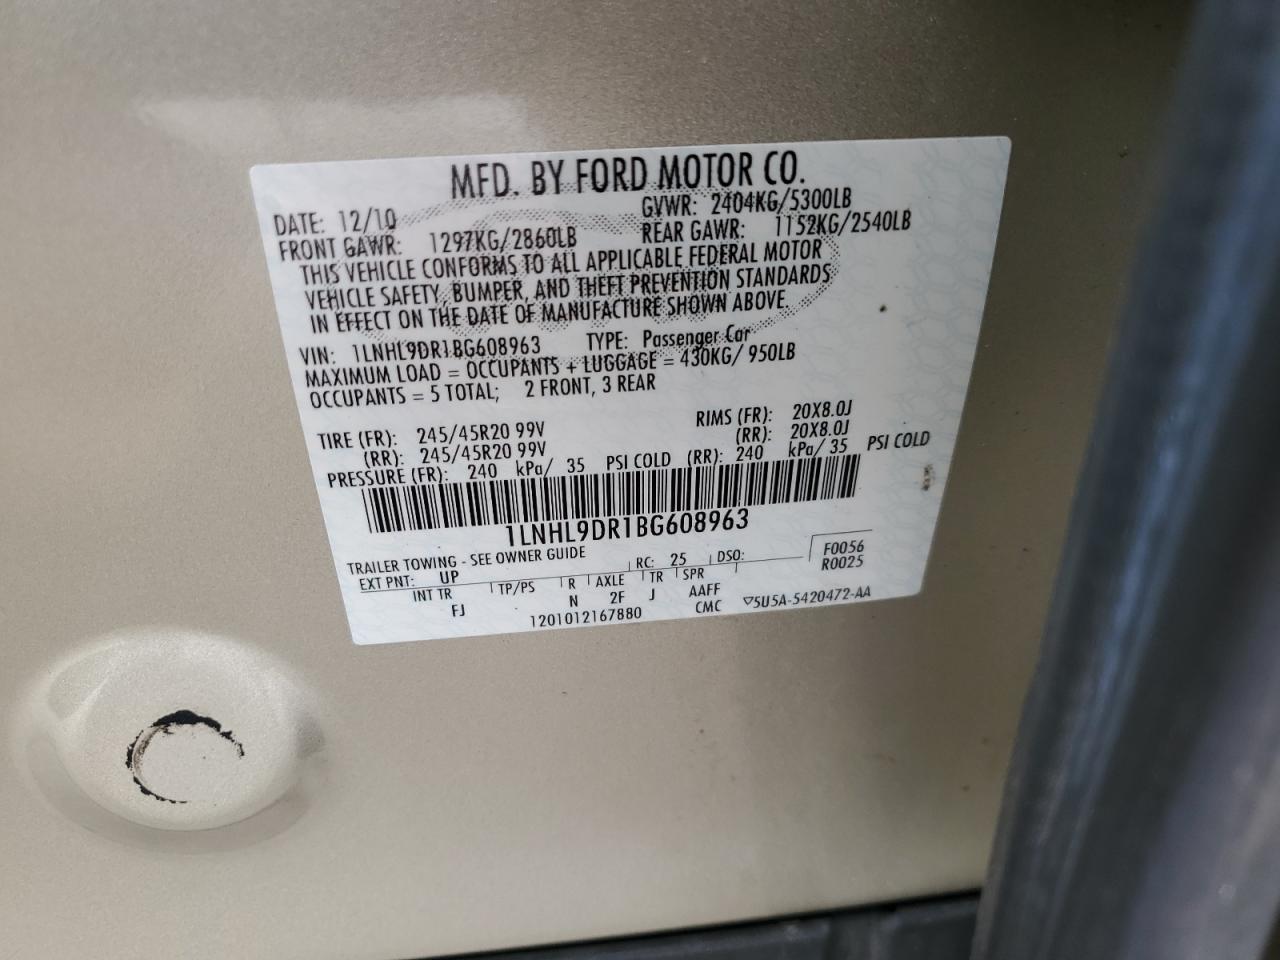 MFD. BY FORD MOTOR CO.
DATE: 12/10 GVWR: 2404KG/5300LB
FRONT GAWR: 1297KG/2860LB REAR GAWR: 1152KG/2540LB
THIS VEHICLE CONFORMS TO ALL APPLICABLE FEDERAL MOTOR
VEHICLE SAFETY, BUMPER, AND THEFT PREVENTION STANDARDS
IN EFFECT ON THE DATE OF MANUFACTURE SHOWN ABOVE.
VIN: 1LNHL9DR1BG608963 TYPE: Passenger Car
MAXIMUM LOAD = OCCUPANTS + LUGGAGE = 430KG/ 950LB
OCCUPANTS = 5 TOTAL; 2 FRONT, 3 REAR
TIRE (FR): 245/45R20 99V RIMS (FR): 20X8.0J
(RR): 245/45R20 99V (RR): 20X8.0J
PRESSURE (FR): 240 kPa/ 35 PSI COLD (RR): 240 kPa/ 35 PSI COLD
1LNHL9DR1BG608963
TRAILER TOWING - SEE OWNER GUIDE
EXT PNT: UP RC: 25 DSO: F0056
R0025
INT TR TP/PS R AXLE TR SPR
FJ N 2F J AAFF
1201012167880 CMC ▽5U5A-5420472-AA